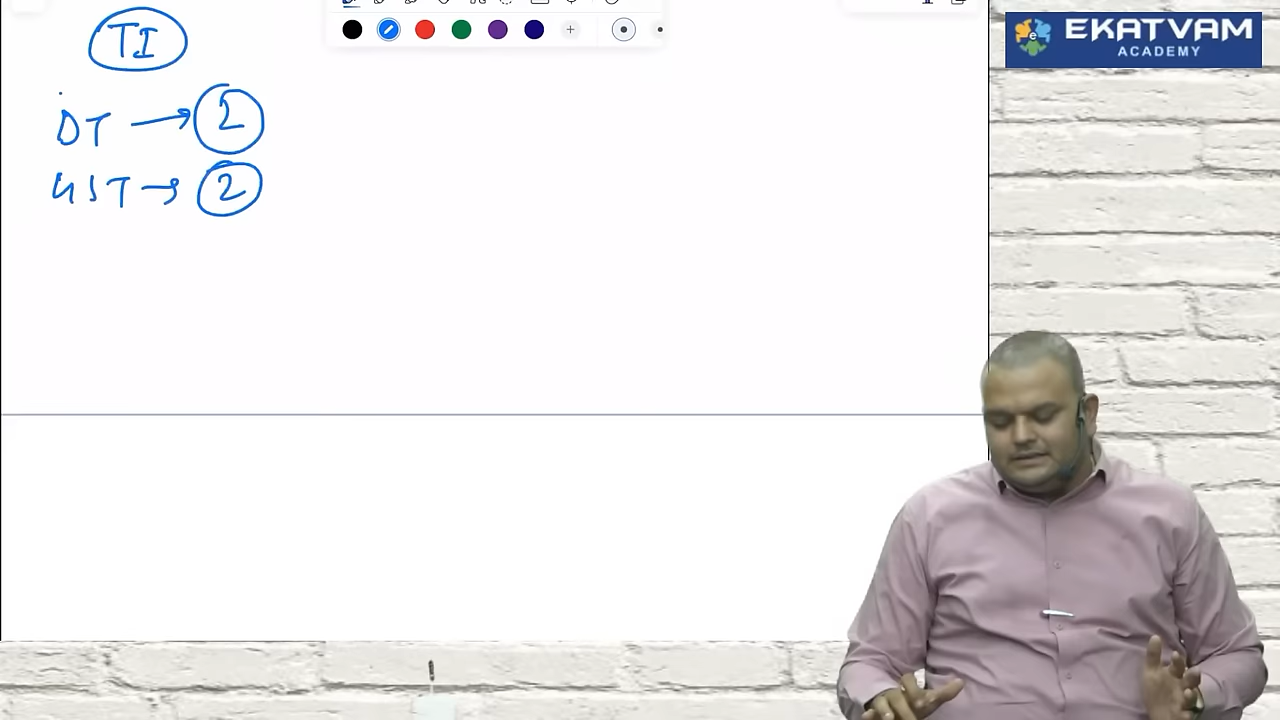 TI
DT → 2
GST → 2
EKATVAM
ACADEMY